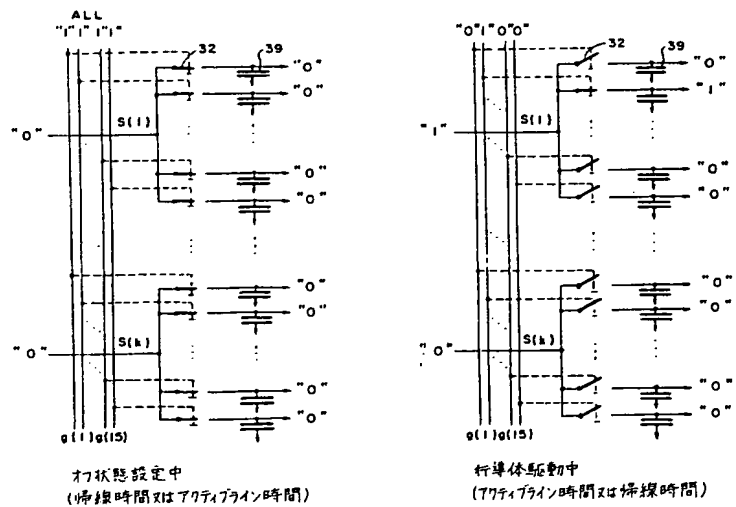 ALL
"1" 1" 1" 1"
32
39
"0"
"0"
S(1)
"0"
"0"
"0"
"0"
"0"
S(k)
"0"
"0"
"0"
g(1) g(15)
オフ状態設定中
(帰線時間又はアクティブライン時間)
"0" 1" 0" 0"
32
39
"0"
"1"
S(1)
"1"
"0"
"0"
"0"
"0"
S(k)
"0"
"0"
"0"
g(1) g(15)
行導体駆動中
(アクティブライン時間又は帰線時間)